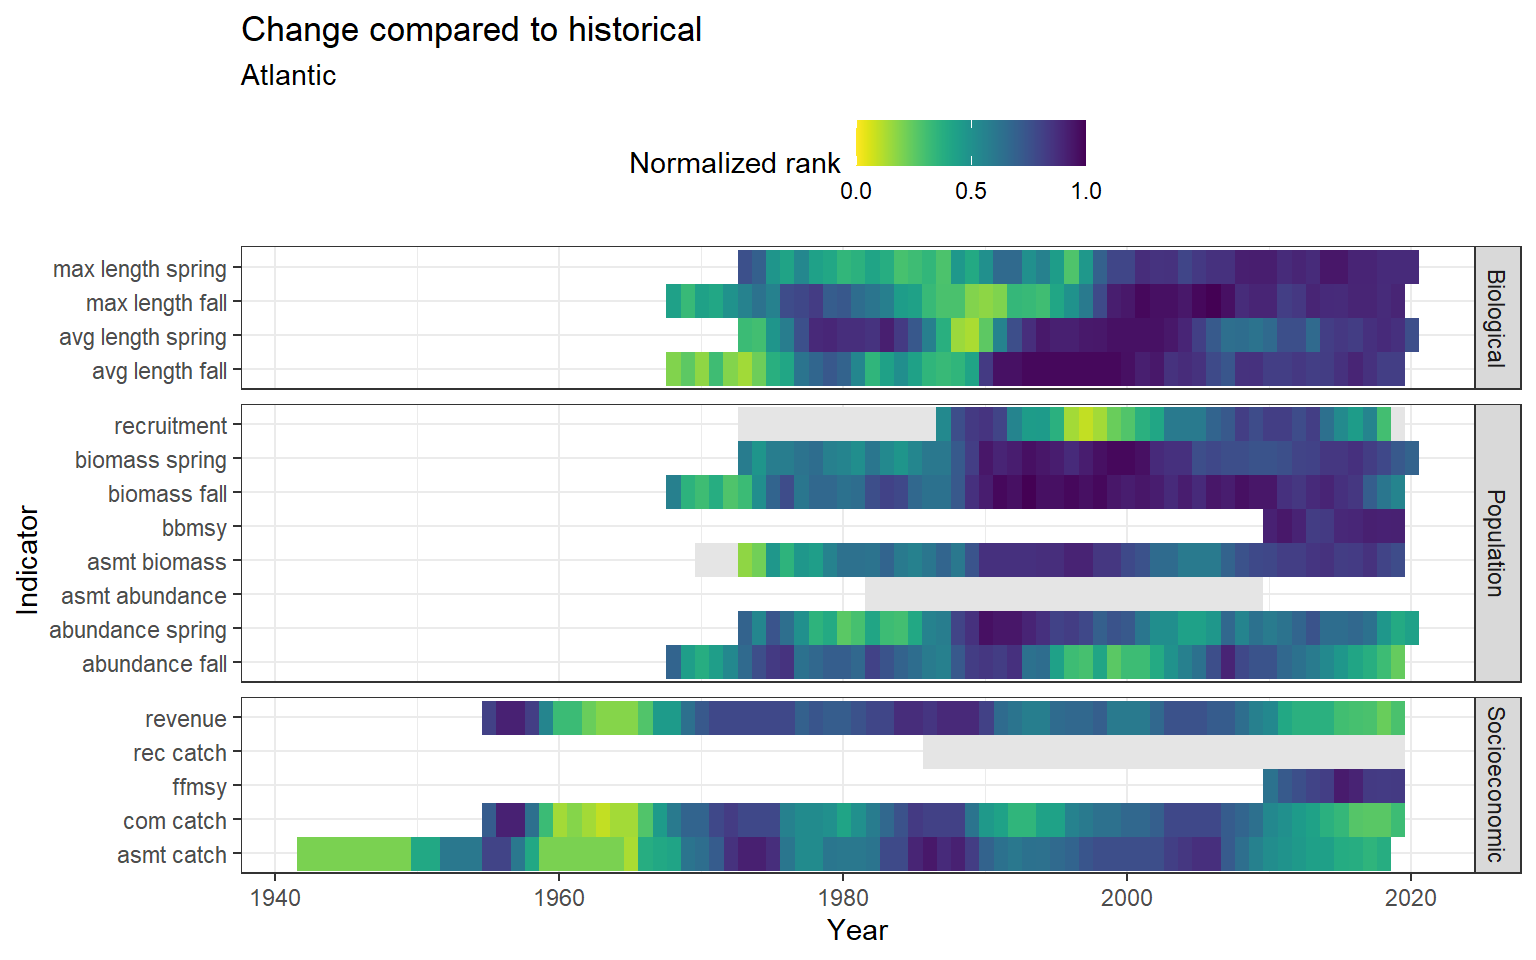 Change compared to historical
Atlantic
Normalized rank
0.0 0.5 1.0
max length spring
max length fall
avg length spring
avg length fall
Biological
recruitment
biomass spring
biomass fall
bbmsy
asmt biomass
asmt abundance
abundance spring
abundance fall
Population
revenue
rec catch
ffmsy
com catch
asmt catch
Socioeconomic
Indicator
1940 1960 1980 2000 2020
Year